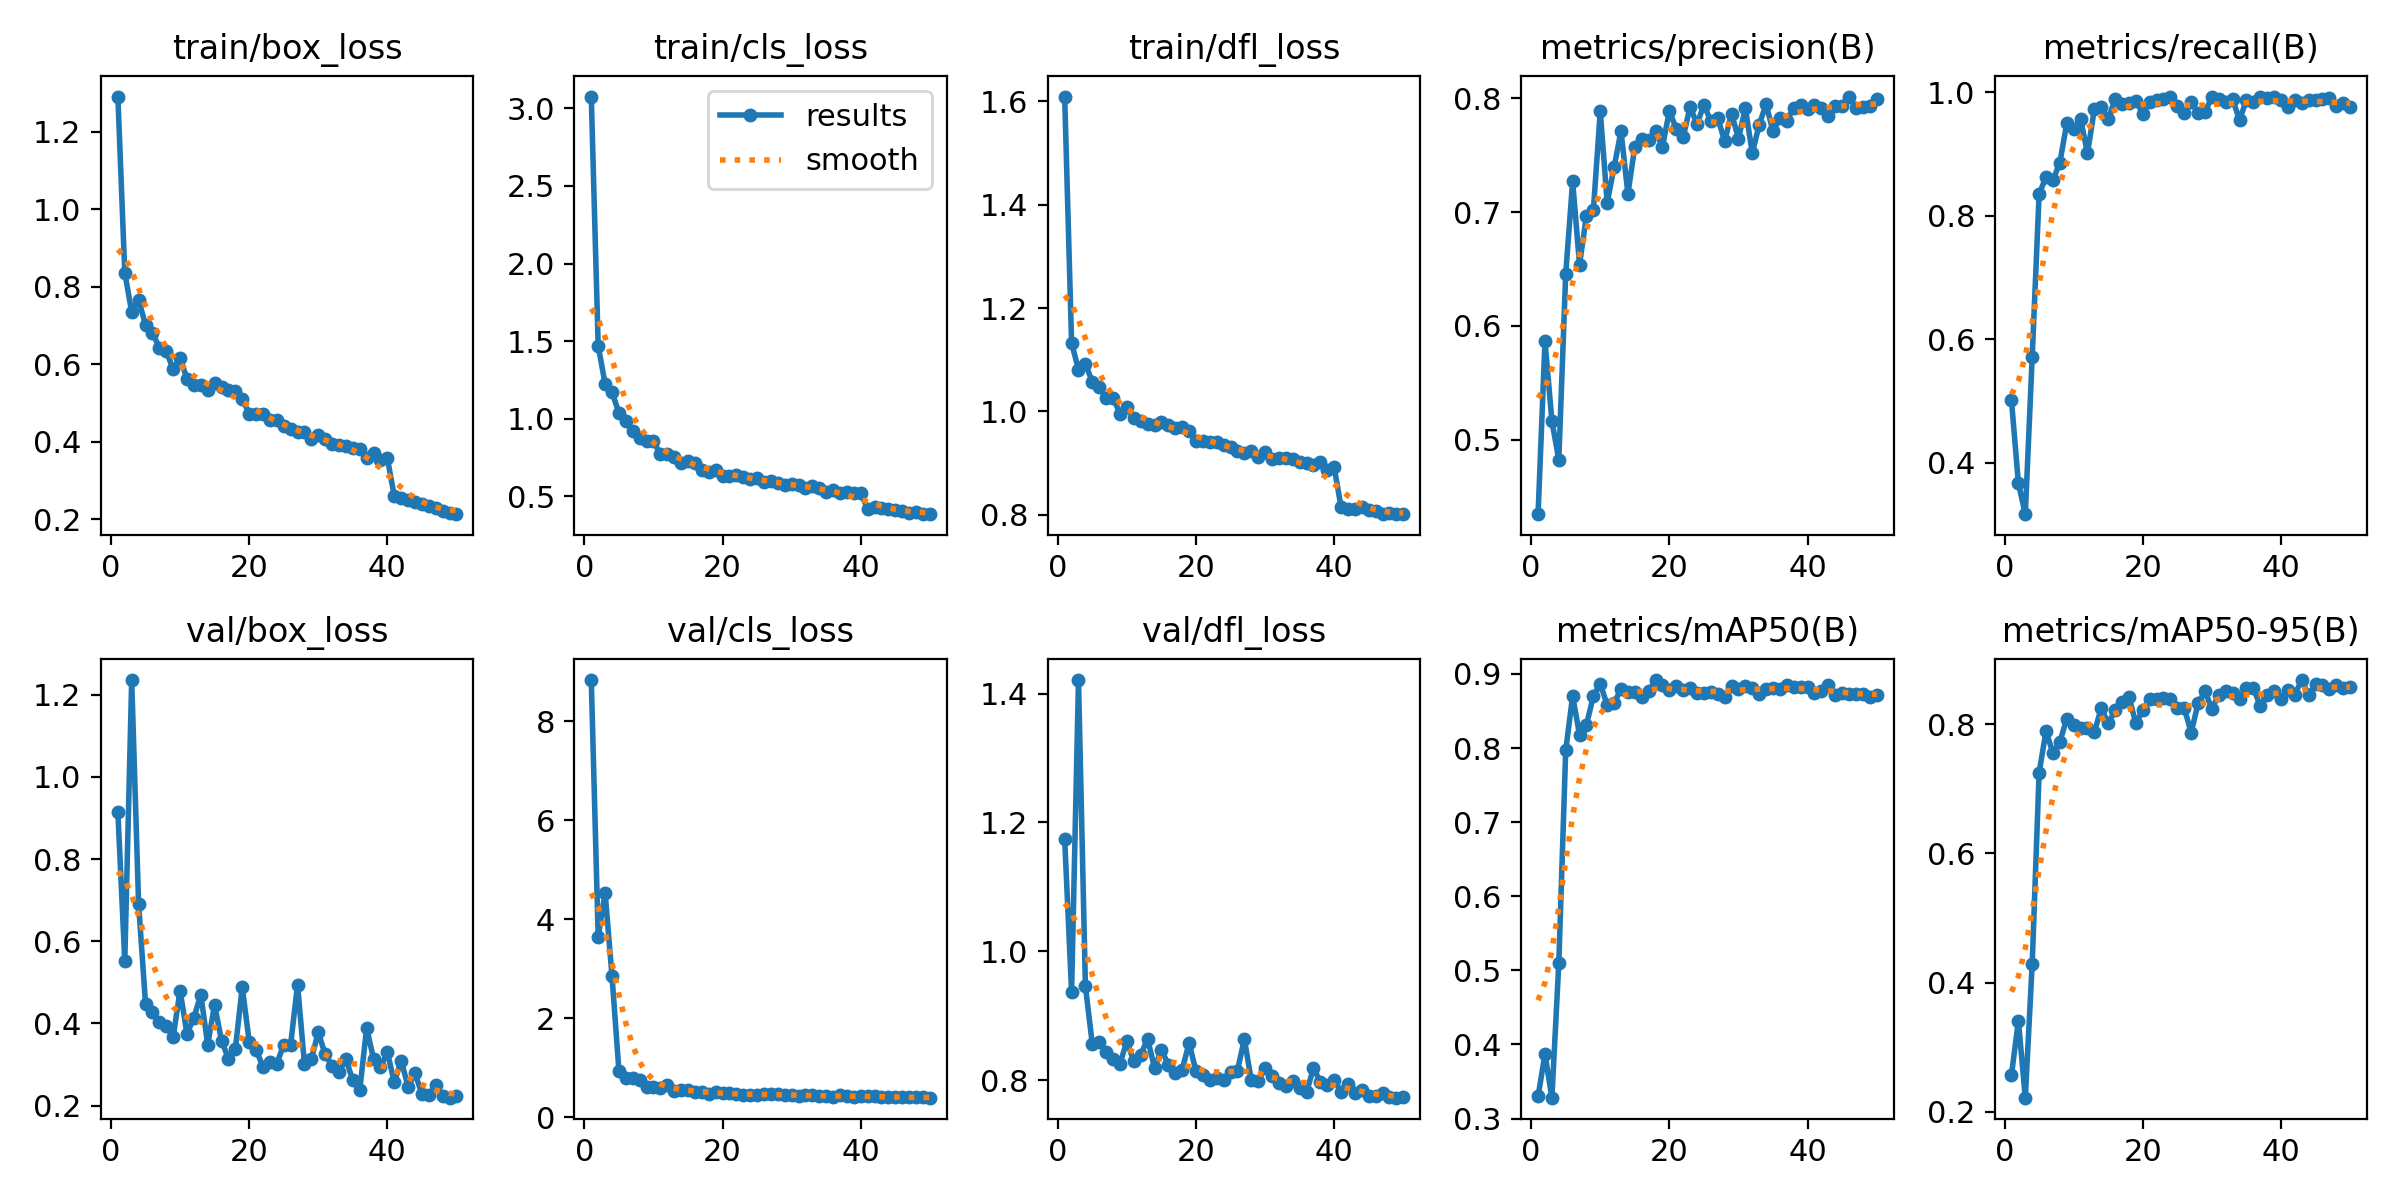 train/box_loss
train/cls_loss
train/dfl_loss
metrics/precision(B)
metrics/recall(B)
1.2
1.0
0.8
0.6
0.4
0.2
0 20 40
3.0
2.5
2.0
1.5
1.0
0.5
results
smooth
0 20 40
1.6
1.4
1.2
1.0
0.8
0 20 40
0.8
0.7
0.6
0.5
0 20 40
1.0
0.8
0.6
0.4
0 20 40
val/box_loss
val/cls_loss
val/dfl_loss
metrics/mAP50(B)
metrics/mAP50-95(B)
1.2
1.0
0.8
0.6
0.4
0.2
0 20 40
8
6
4
2
0
0 20 40
1.4
1.2
1.0
0.8
0 20 40
0.9
0.8
0.7
0.6
0.5
0.4
0.3
0 20 40
0.8
0.6
0.4
0.2
0 20 40